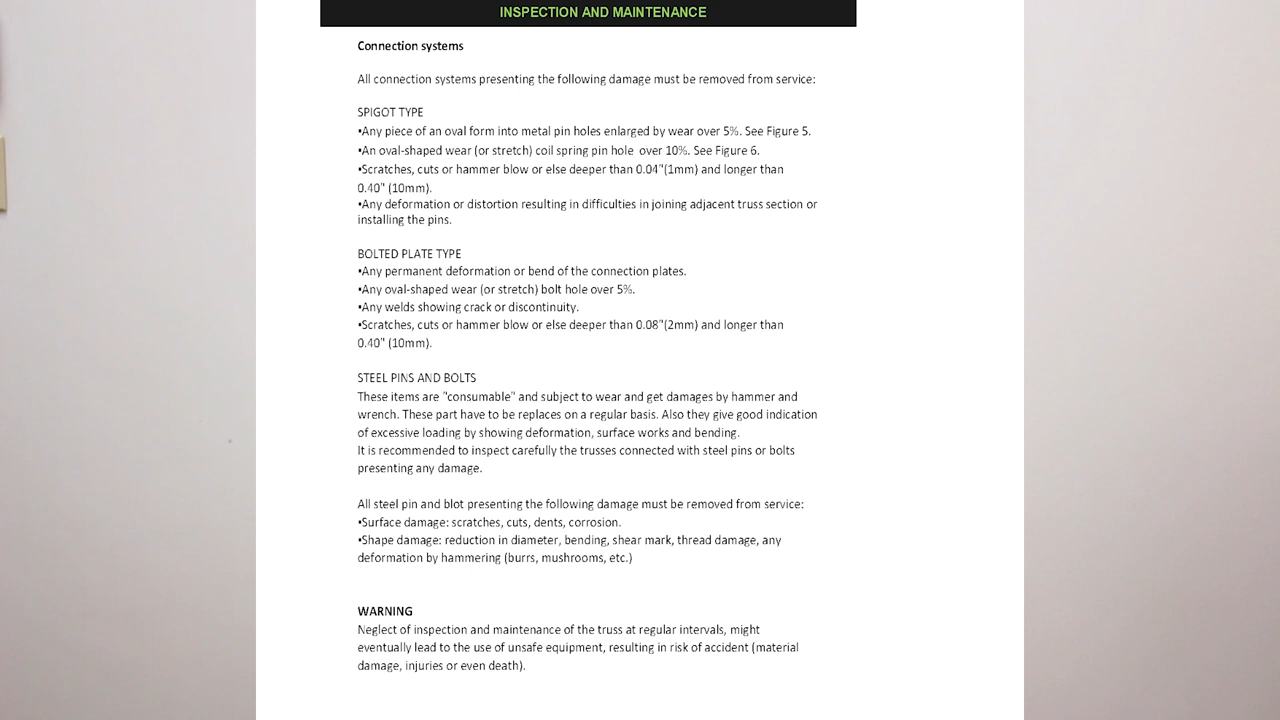 INSPECTION AND MAINTENANCE
Connection systems
All connection systems presenting the following damage must be removed from service:
SPIGOT TYPE
•Any piece of an oval form into metal pin holes enlarged by wear over 5%. See Figure 5.
•An oval-shaped wear (or stretch) coil spring pin hole over 10%. See Figure 6.
•Scratches, cuts or hammer blow or else deeper than 0.04"(1mm) and longer than
0.40" (10mm).
•Any deformation or distortion resulting in difficulties in joining adjacent truss section or
installing the pins.
BOLTED PLATE TYPE
•Any permanent deformation or bend of the connection plates.
•Any oval-shaped wear (or stretch) bolt hole over 5%.
•Any welds showing crack or discontinuity.
•Scratches, cuts or hammer blow or else deeper than 0.08"(2mm) and longer than
0.40" (10mm).
STEEL PINS AND BOLTS
These items are "consumable" and subject to wear and get damages by hammer and
wrench. These part have to be replaces on a regular basis. Also they give good indication
of excessive loading by showing deformation, surface works and bending.
It is recommended to inspect carefully the trusses connected with steel pins or bolts
presenting any damage.
All steel pin and blot presenting the following damage must be removed from service:
•Surface damage: scratches, cuts, dents, corrosion.
•Shape damage: reduction in diameter, bending, shear mark, thread damage, any
deformation by hammering (burrs, mushrooms, etc.)
WARNING
Neglect of inspection and maintenance of the truss at regular intervals, might
eventually lead to the use of unsafe equipment, resulting in risk of accident (material
damage, injuries or even death).